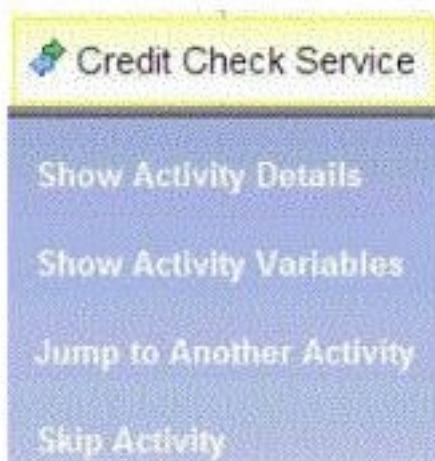 Credit Check Service
Show Activity Details
Show Activity Variables
Jump to Another Activity
Skip Activity